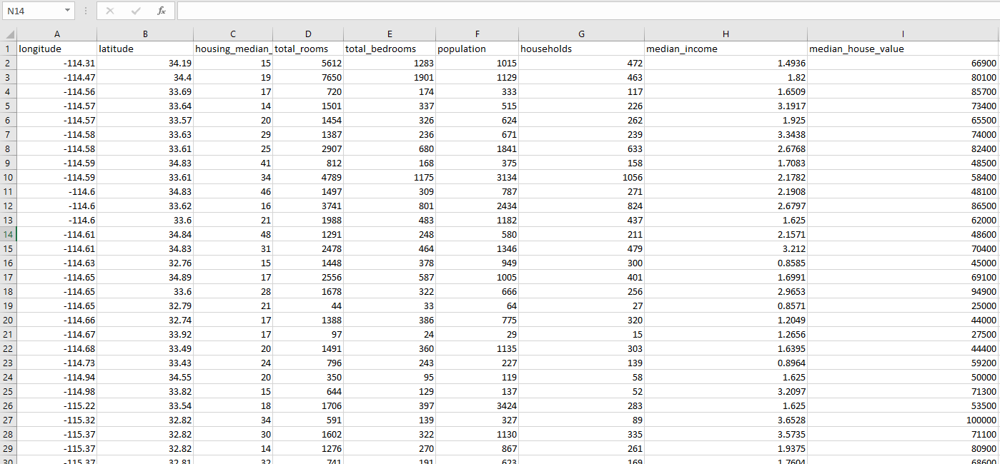 N14 fx
A B C D E F G H I
1 longitude latitude housing_median_ total_rooms total_bedrooms population households median_income median_house_value
2 -114.31 34.19 15 5612 1283 1015 472 1.4936 66900
3 -114.47 34.4 19 7650 1901 1129 463 1.82 80100
4 -114.56 33.69 17 720 174 333 117 1.6509 85700
5 -114.57 33.64 14 1501 337 515 226 3.1917 73400
6 -114.57 33.57 20 1454 326 624 262 1.925 65500
7 -114.58 33.63 29 1387 236 671 239 3.3438 74000
8 -114.58 33.61 25 2907 680 1841 633 2.6768 82400
9 -114.59 34.83 41 812 168 375 158 1.7083 48500
10 -114.59 33.61 34 4789 1175 3134 1056 2.1782 58400
11 -114.6 34.83 46 1497 309 787 271 2.1908 48100
12 -114.6 33.62 16 3741 801 2434 824 2.6797 86500
13 -114.6 33.6 21 1988 483 1182 437 1.625 62000
14 -114.61 34.84 48 1291 248 580 211 2.1571 48600
15 -114.61 34.83 31 2478 464 1346 479 3.212 70400
16 -114.63 32.76 15 1448 378 949 300 0.8585 45000
17 -114.65 34.89 17 2556 587 1005 401 1.6991 69100
18 -114.65 33.6 28 1678 322 666 256 2.9653 94900
19 -114.65 32.79 21 44 33 64 27 0.8571 25000
20 -114.66 32.74 17 1388 386 775 320 1.2049 44000
21 -114.67 33.92 17 97 24 29 15 1.2656 27500
22 -114.68 33.49 20 1491 360 1135 303 1.6395 44400
23 -114.73 33.43 24 796 243 227 139 0.8964 59200
24 -114.94 34.55 20 350 95 119 58 1.625 50000
25 -114.98 33.82 15 644 129 137 52 3.2097 71300
26 -115.22 33.54 18 1706 397 3424 283 1.625 53500
27 -115.32 32.82 34 591 139 327 89 3.6528 100000
28 -115.37 32.82 30 1602 322 1130 335 3.5735 71100
29 -115.37 32.82 14 1276 270 867 261 1.9375 80900
30 -115.37 32.81 32 741 191 623 169 1.7604 68600